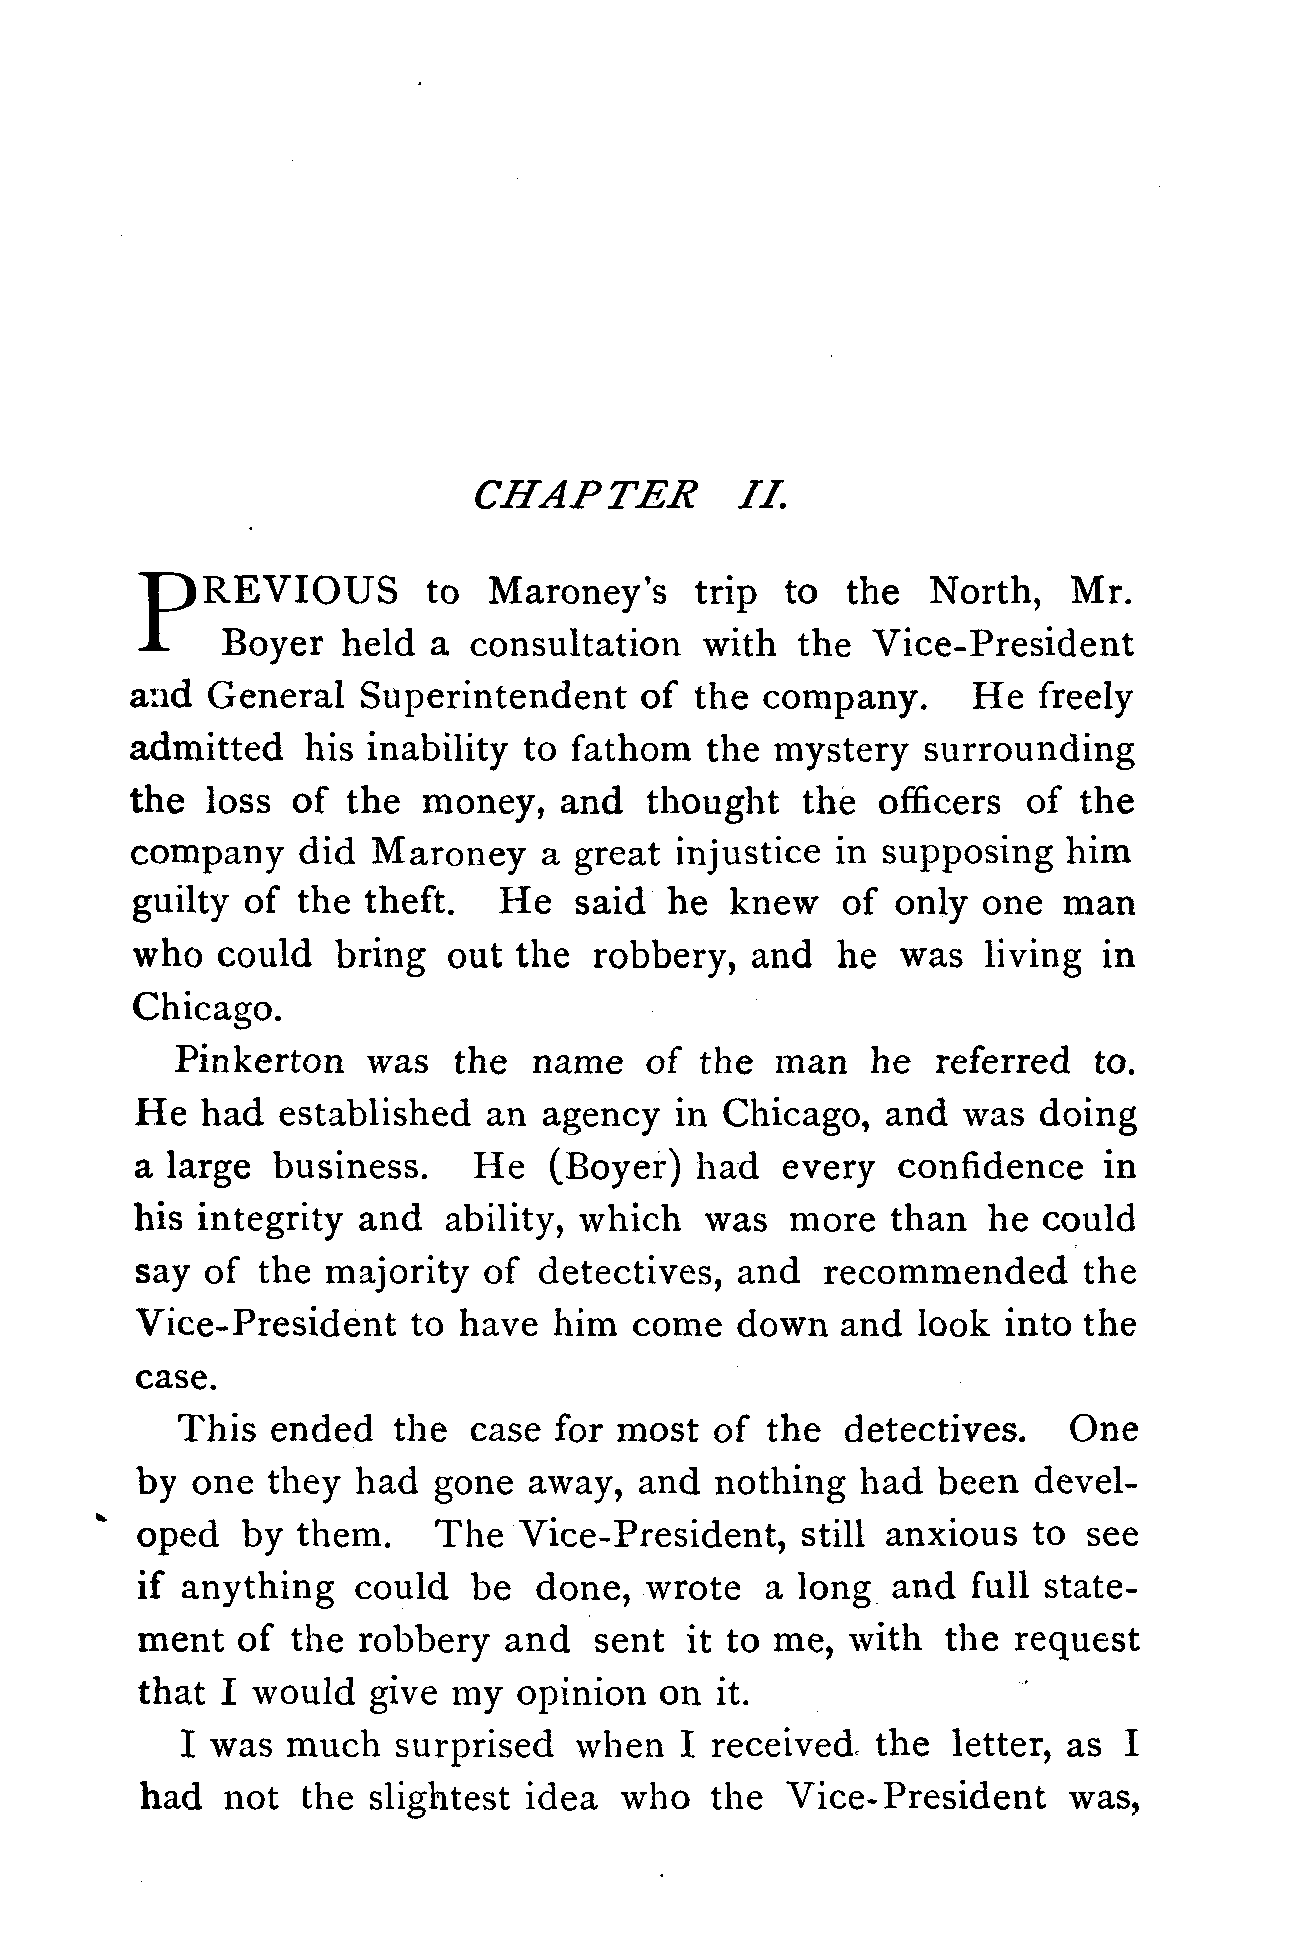 CHAPTER II.
PREVIOUS to Maroney's trip to the North, Mr.
Boyer held a consultation with the Vice-President
and General Superintendent of the company. He freely
admitted his inability to fathom the mystery surrounding
the loss of the money, and thought the officers of the
company did Maroney a great injustice in supposing him
guilty of the theft. He said he knew of only one man
who could bring out the robbery, and he was living in
Chicago.
Pinkerton was the name of the man he referred to.
He had established an agency in Chicago, and was doing
a large business. He (Boyer) had every confidence in
his integrity and ability, which was more than he could
say of the majority of detectives, and recommended the
Vice-President to have him come down and look into the
case.
This ended the case for most of the detectives. One
by one they had gone away, and nothing had been devel-
oped by them. The Vice-President, still anxious to see
if anything could be done, wrote a long and full state-
ment of the robbery and sent it to me, with the request
that I would give my opinion on it.
I was much surprised when I received the letter, as I
had not the slightest idea who the Vice-President was,